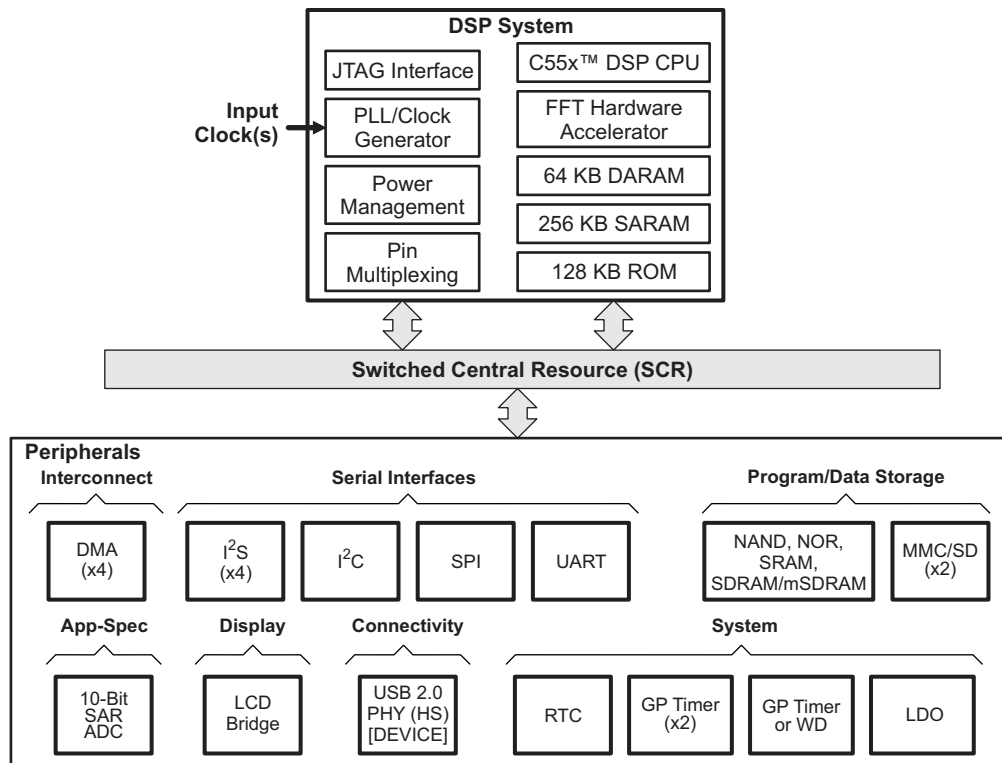 DSP System
JTAG Interface
C55x™ DSP CPU
Input
Clock(s)
PLL/Clock
Generator
FFT Hardware
Accelerator
Power
Management
64 KB DARAM
256 KB SARAM
Pin
Multiplexing
128 KB ROM
Switched Central Resource (SCR)
Peripherals
Interconnect
Serial Interfaces
Program/Data Storage
DMA
(x4)
I²S
(x4)
I²C
SPI
UART
NAND, NOR,
SRAM,
SDRAM/mSDRAM
MMC/SD
(x2)
App-Spec
Display
Connectivity
System
10-Bit
SAR
ADC
LCD
Bridge
USB 2.0
PHY (HS)
[DEVICE]
RTC
GP Timer
(x2)
GP Timer
or WD
LDO